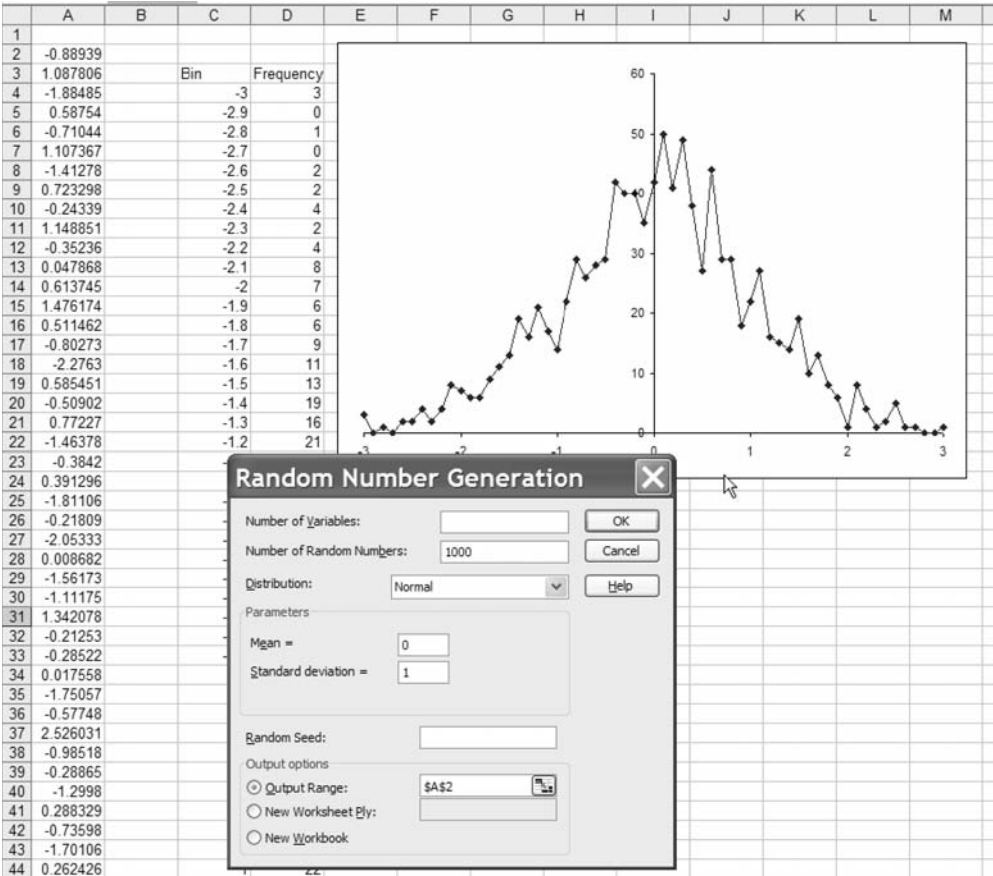 A B C D E F G H I J K L M
1
2 -0.88939
3 1.087806 Bin Frequency
4 -1.88485 -3 3
5 0.58754 -2.9 0
6 -0.71044 -2.8 1
7 1.107367 -2.7 0
8 -1.41278 -2.6 2
9 0.723298 -2.5 2
10 -0.24339 -2.4 4
11 1.148851 -2.3 2
12 -0.35236 -2.2 4
13 0.047868 -2.1 8
14 0.613745 -2 7
15 1.476174 -1.9 6
16 0.511462 -1.8 6
17 -0.80273 -1.7 9
18 -2.2763 -1.6 11
19 0.585451 -1.5 13
20 -0.50902 -1.4 19
21 0.77227 -1.3 16
22 -1.46378 -1.2 21
23 -0.3842
24 0.391296
25 -1.81106
26 -0.21809
27 -2.05333
28 0.008682
29 -1.56173
30 -1.11175
31 1.342078
32 -0.21253
33 -0.28522
34 0.017558
35 -1.75057
36 -0.57748
37 2.526031
38 -0.98518
39 -0.28865
40 -1.2998
41 0.288329
42 -0.73598
43 -1.70106
44 0.262426
60
50
40
30
20
10
0
-3 -2 -1 0 1 2 3
Random Number Generation
Number of Variables:
OK
Number of Random Numbers: 1000
Cancel
Distribution: Normal
Help
Parameters
Mean = 0
Standard deviation = 1
Random Seed:
Output options
Output Range: $A$2
New Worksheet Ply:
New Workbook